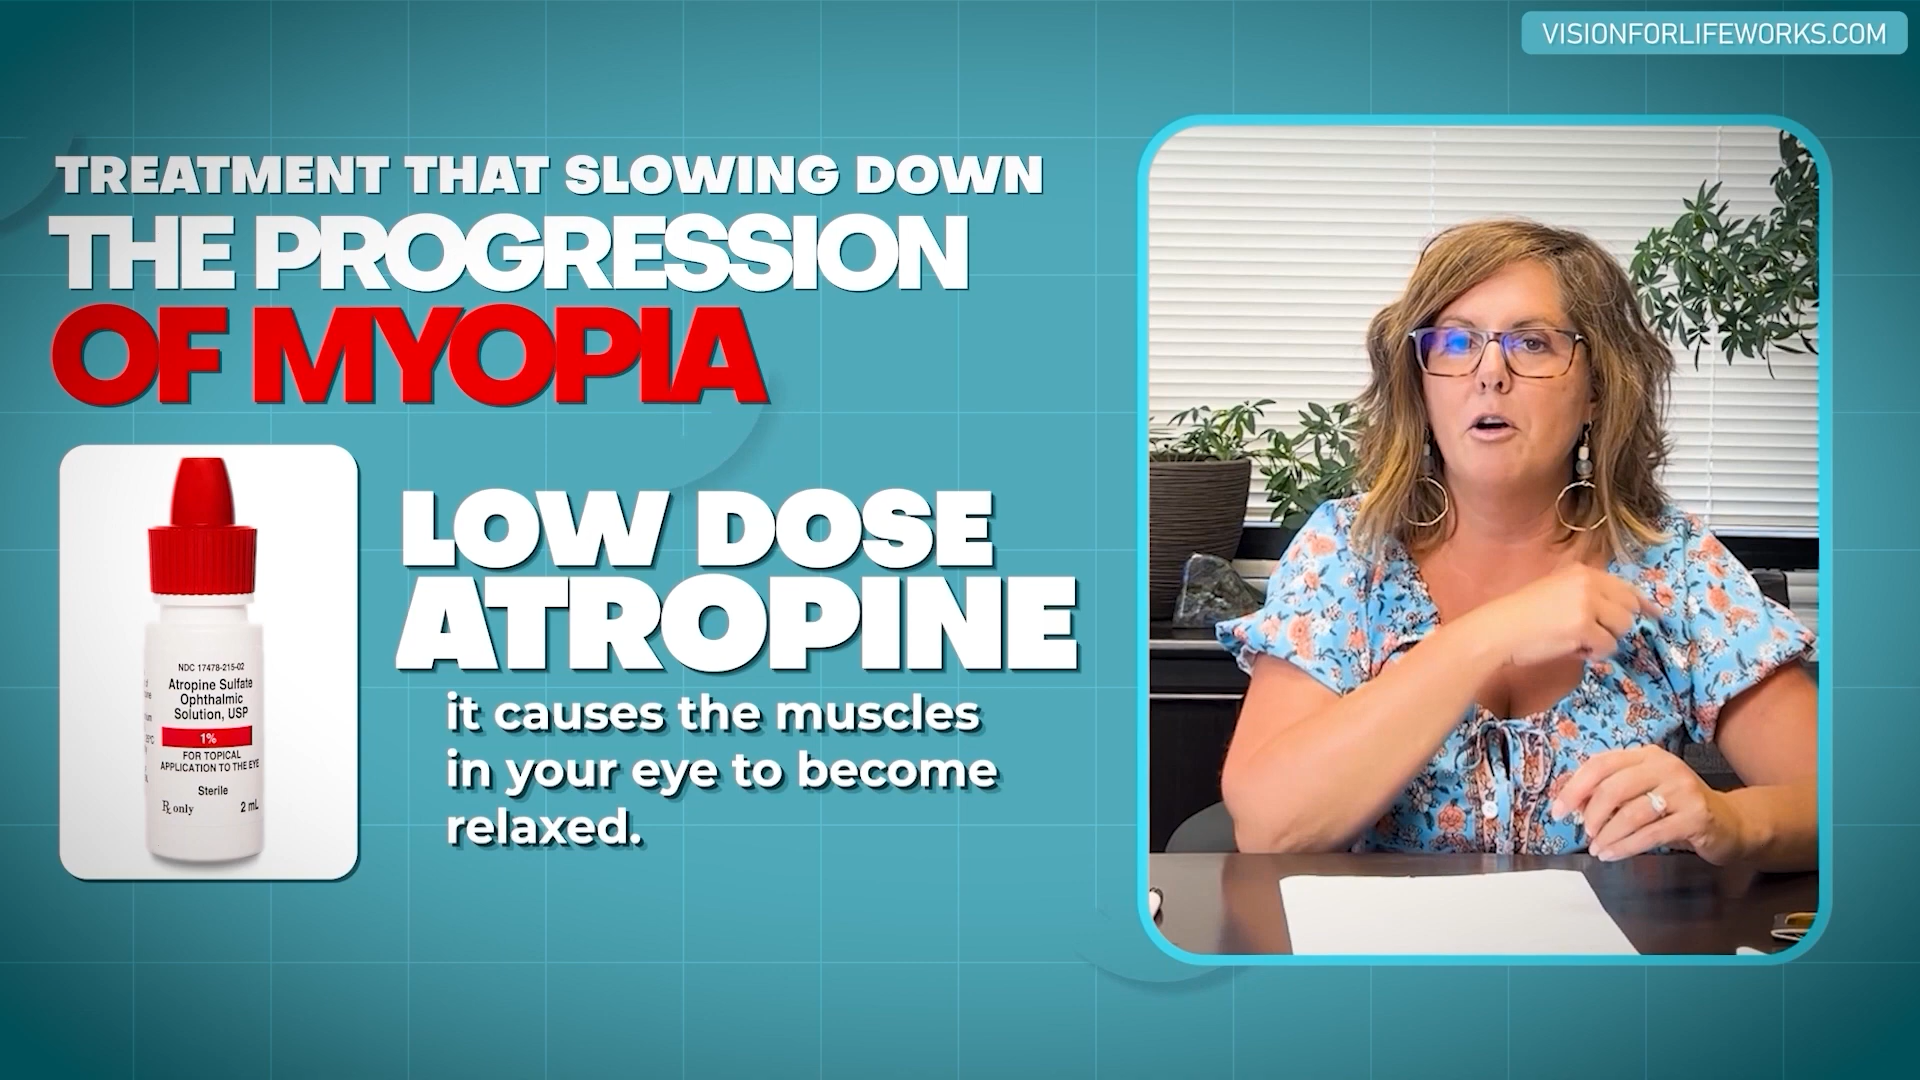 VISIONFORLIFEWORKS.COM
TREATMENT THAT SLOWING DOWN
THE PROGRESSION
OF MYOPIA
LOW DOSE
ATROPINE
it causes the muscles
in your eye to become
relaxed.
NDC 17478-215-02
Atropine Sulfate
Ophthalmic
Solution, USP
1%
FOR TOPICAL
APPLICATION TO THE EYE
Sterile
Rx only 2 mL